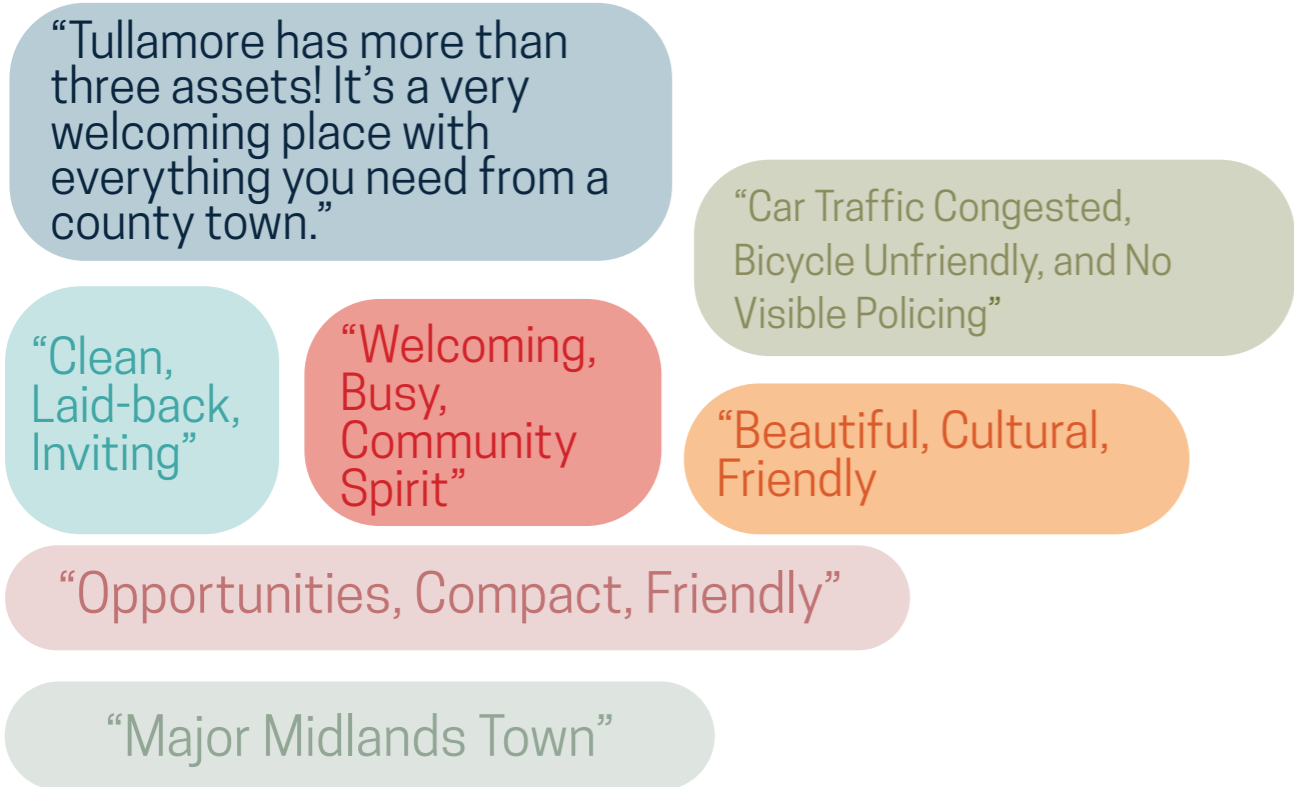 “Tullamore has more than
three assets! It’s a very
welcoming place with
everything you need from a
county town.”
“Car Traffic Congested,
Bicycle Unfriendly, and No
Visible Policing”
“Clean,
Laid-back,
Inviting”
“Welcoming,
Busy,
Community
Spirit”
“Beautiful, Cultural,
Friendly
“Opportunities, Compact, Friendly”
“Major Midlands Town”